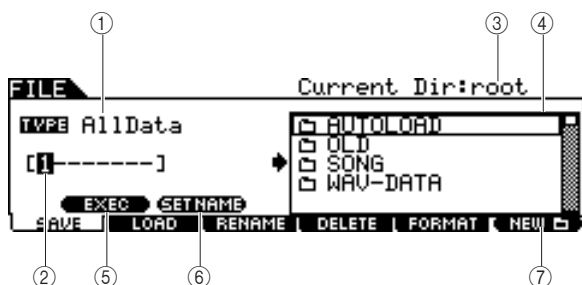 ① ③ ④
FILE Current Dir:root
TYPE AllData AUTOLOAD
OLD
[1-------] SONG
WAV-DATA
EXEC SETNAME
SAVE LOAD RENAME DELETE FORMAT NEW
② ⑤ ⑥ ⑦